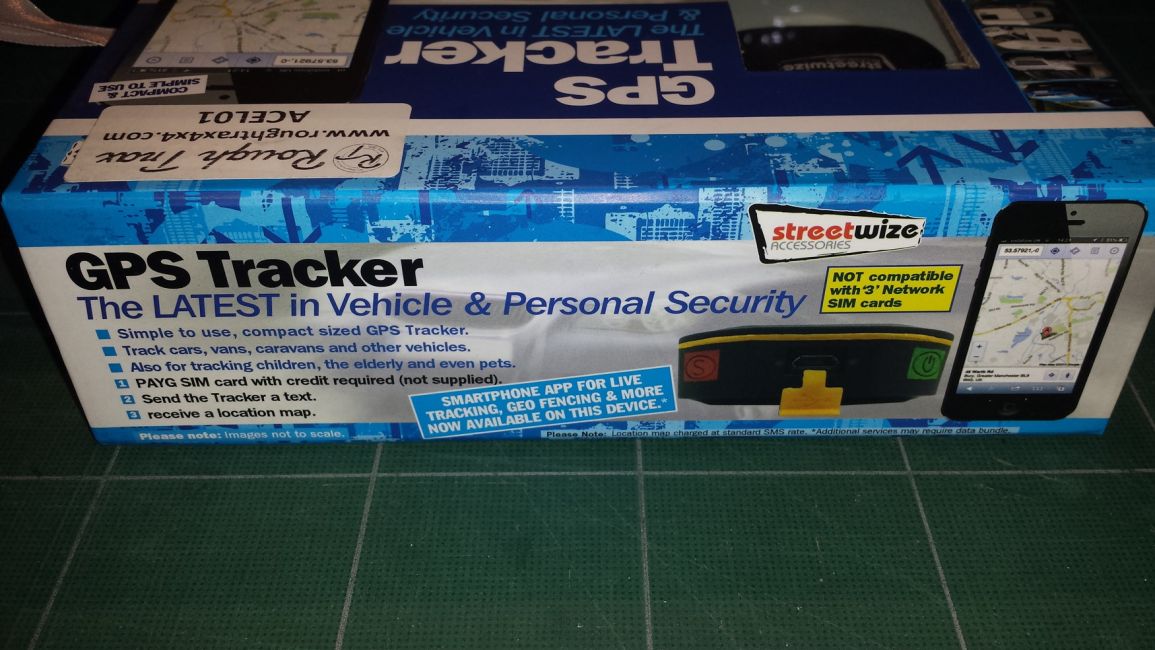 53.57921,-0
COMPACT &
SIMPLE TO USE
GPS
Tracker
The LATEST in Vehicle
& Personal Security
streetwize
RT Rough Trax
www.roughtrax4x4.com
ACEL01
streetwize
ACCESSORIES
GPS Tracker
The LATEST in Vehicle & Personal Security
Simple to use, compact sized GPS Tracker.
Track cars, vans, caravans and other vehicles.
Also for tracking children, the elderly and even pets.
1 PAYG SIM card with credit required (not supplied).
2 Send the Tracker a text.
3 receive a location map.
SMARTPHONE APP FOR LIVE
TRACKING, GEO FENCING & MORE
NOW AVAILABLE ON THIS DEVICE.*
NOT compatible
with '3' Network
SIM cards
S
53.57921,-0
Please note: Images not to scale.
Please Note: Location map charged at standard SMS rate. *Additional services may require data bundle.